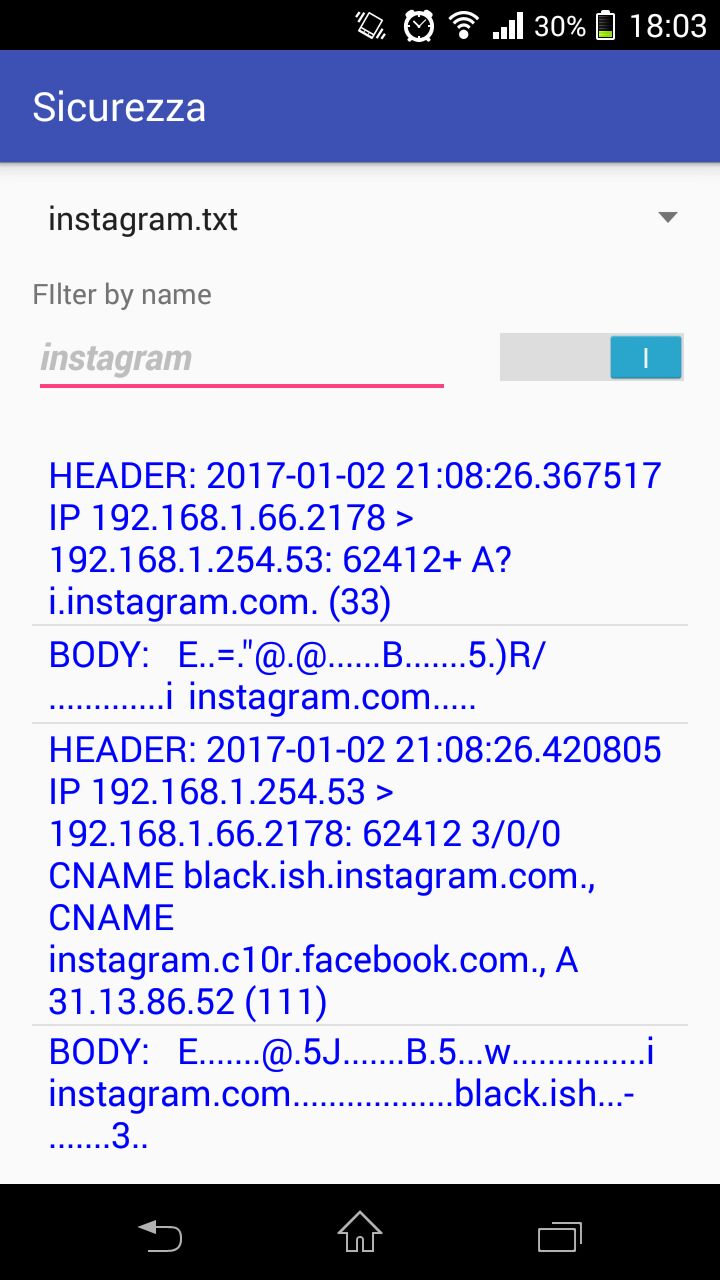 30% 18:03
Sicurezza
instagram.txt
FIlter by name
instagram
I
HEADER: 2017-01-02 21:08:26.367517
IP 192.168.1.66.2178 >
192.168.1.254.53: 62412+ A?
i.instagram.com. (33)
BODY:   E..=."@.@......B.......5.)R/
.............i  instagram.com.....
HEADER: 2017-01-02 21:08:26.420805
IP 192.168.1.254.53 >
192.168.1.66.2178: 62412 3/0/0
CNAME black.ish.instagram.com.,
CNAME
instagram.c10r.facebook.com., A
31.13.86.52 (111)
BODY:   E.......@.5J.......B.5...w...............i
instagram.com..................black.ish...-
.......3..